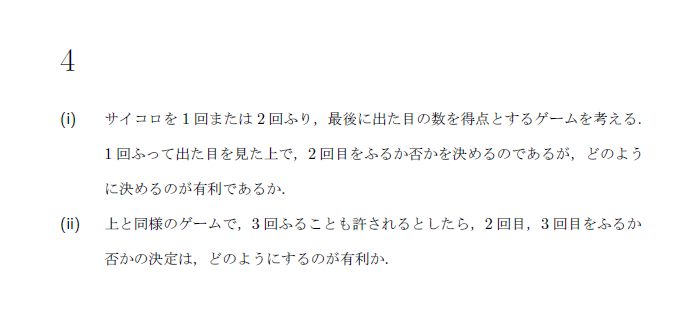 4
(i) サイコロを 1 回または 2 回ふり，最後に出た目の数を得点とするゲームを考える．
1 回ふって出た目を見た上で，2 回目をふるか否かを決めるのであるが，どのよう
に決めるのが有利であるか．
(ii) 上と同様のゲームで，3 回ふることも許されるとしたら，2 回目，3 回目をふるか
否かの決定は，どのようにするのが有利か．